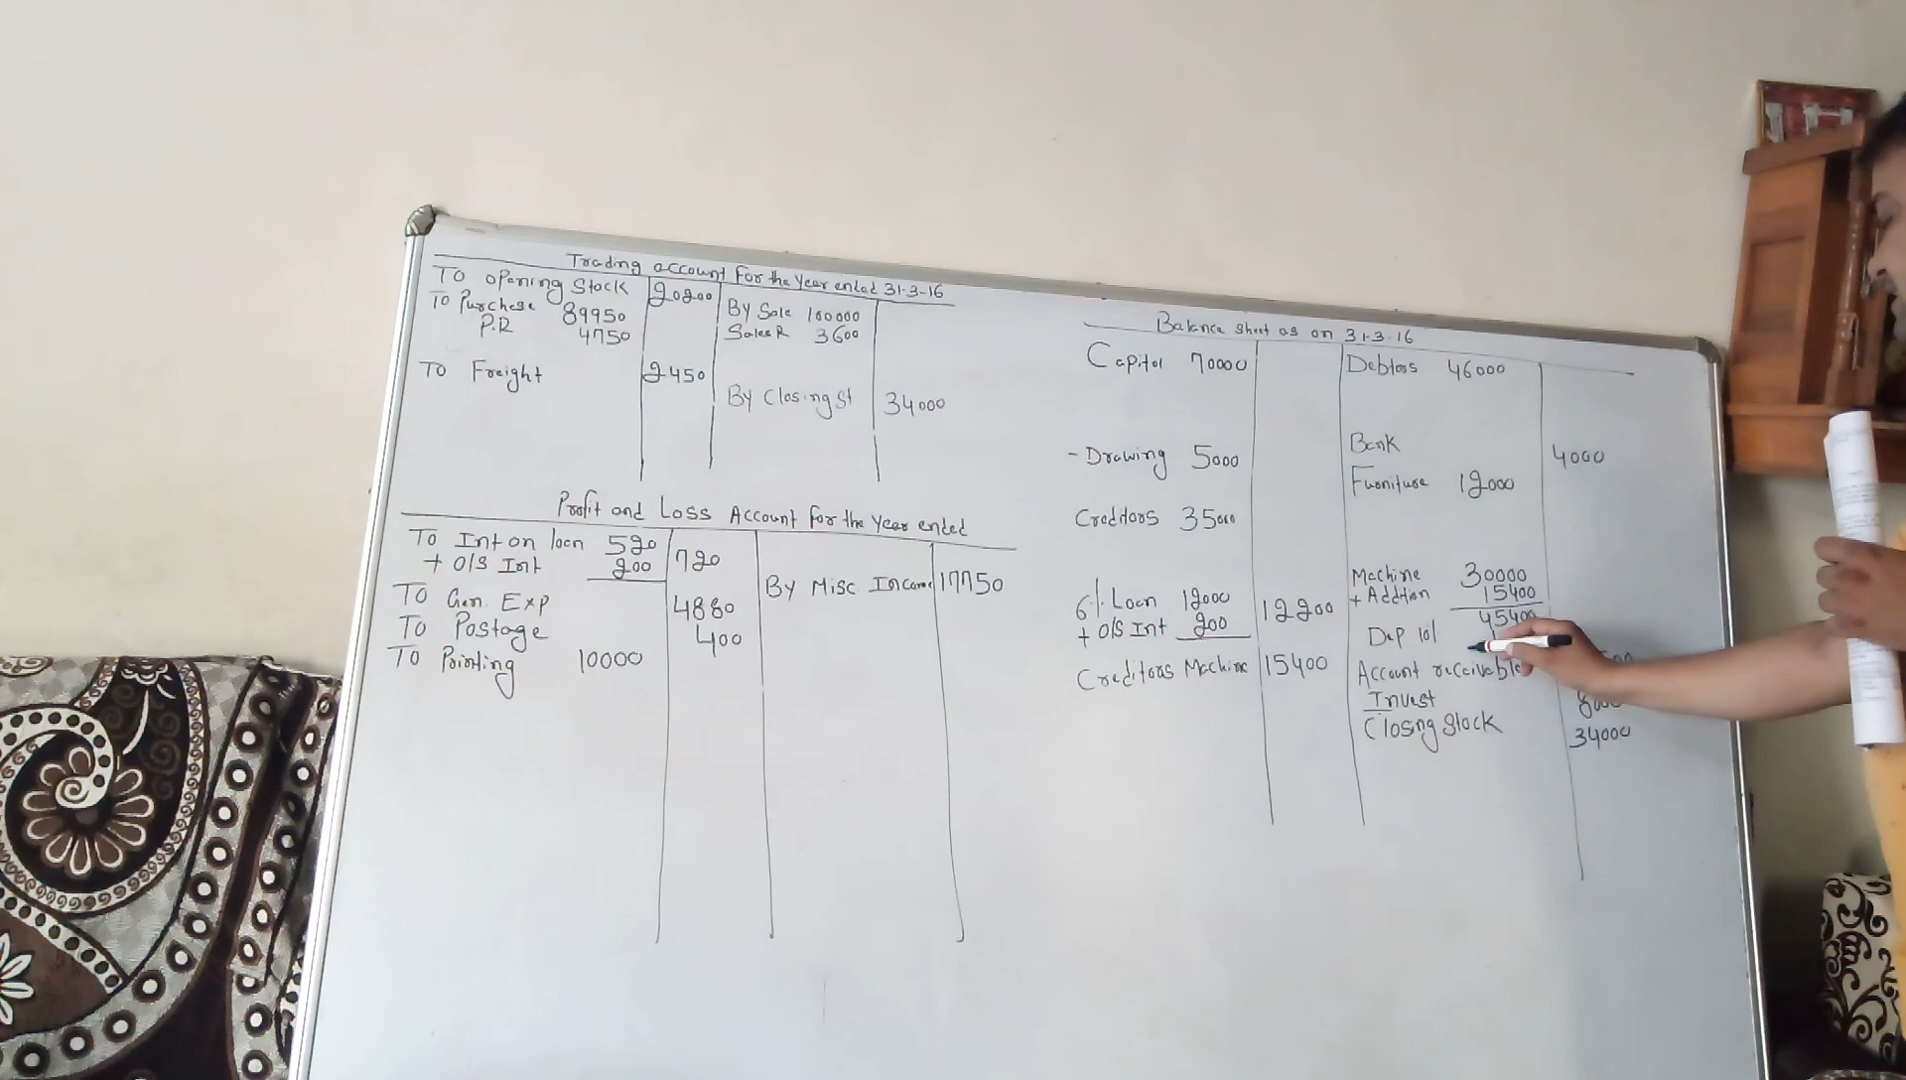 Trading account for the year ended 31-3-16
To opening Stock 20200 By Sale 160000
To Purchase 89950 Sales R 3600
P.R 4750
To Freight 2450 By Closing St 34000
Profit and Loss Account for the year ended
To Int on loan 520
+ O/S Int 200 720 By Misc Income 17750
To Gen. Exp 4880
To Postage 400
To Printing 10000
Balance sheet as on 31-3-16
Capital 70000 Debtors 46000
Bank 4000
- Drawing 5000 Furniture 12000
Creditors 35000
Machine 30000
6% Loan 12000 12200 + Addtion 15400
+ O/S Int 200 45400
Dep 10%
Creditors Machine 15400 Account receivable
Invest
Closing Stock 34000